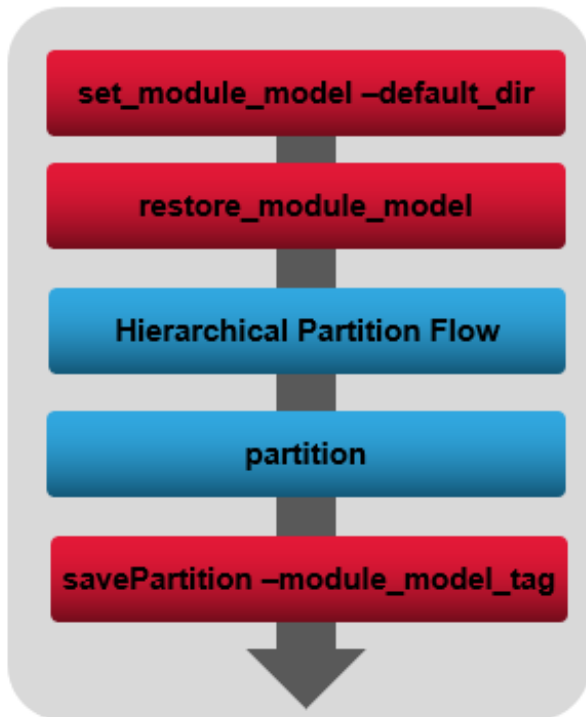 set_module_model –default_dir
restore_module_model
Hierarchical Partition Flow
partition
savePartition –module_model_tag